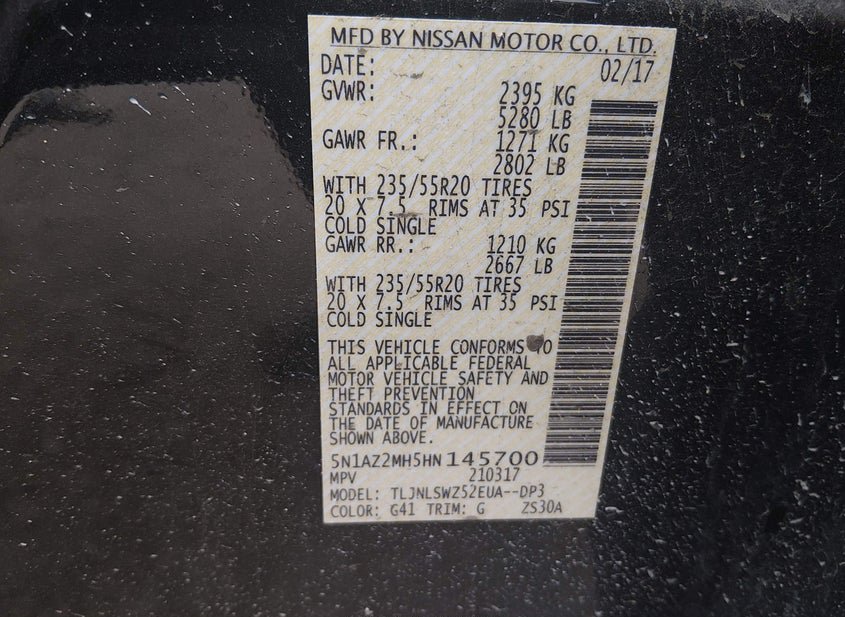 MFD BY NISSAN MOTOR CO., LTD.
DATE: 02/17
GVWR: 2395 KG
5280 LB
GAWR FR.: 1271 KG
2802 LB
WITH 235/55R20 TIRES
20 X 7.5 RIMS AT 35 PSI
COLD SINGLE
GAWR RR.: 1210 KG
2667 LB
WITH 235/55R20 TIRES
20 X 7.5 RIMS AT 35 PSI
COLD SINGLE
THIS VEHICLE CONFORMS TO
ALL APPLICABLE FEDERAL
MOTOR VEHICLE SAFETY AND
THEFT PREVENTION
STANDARDS IN EFFECT ON
THE DATE OF MANUFACTURE
SHOWN ABOVE.
5N1AZ2MH5HN 145700
MPV 210317
MODEL: TLJNLSWZ52EUA--DP3
COLOR: G41 TRIM: G ZS30A